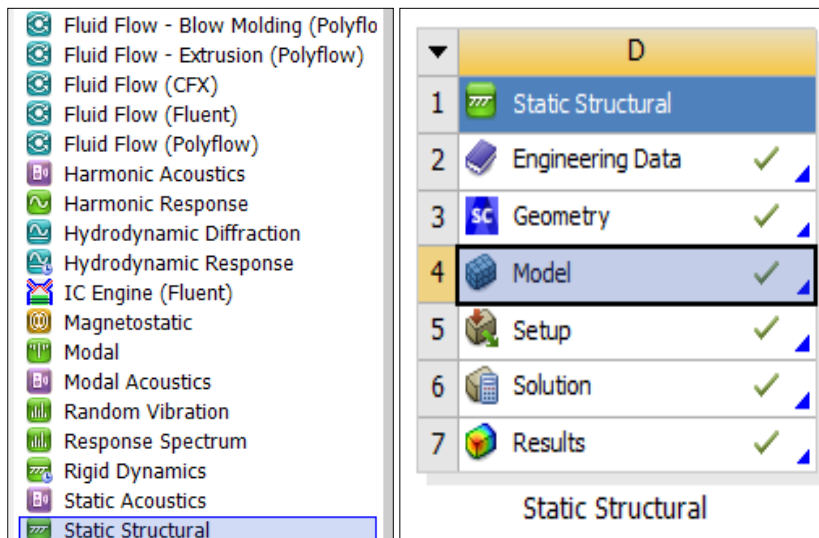 Fluid Flow - Blow Molding (Polyflo
Fluid Flow - Extrusion (Polyflow)
Fluid Flow (CFX)
Fluid Flow (Fluent)
Fluid Flow (Polyflow)
Harmonic Acoustics
Harmonic Response
Hydrodynamic Diffraction
Hydrodynamic Response
IC Engine (Fluent)
Magnetostatic
Modal
Modal Acoustics
Random Vibration
Response Spectrum
Rigid Dynamics
Static Acoustics
Static Structural
D
1 Static Structural
2 Engineering Data
3 SC Geometry
4 Model
5 Setup
6 Solution
7 Results
Static Structural